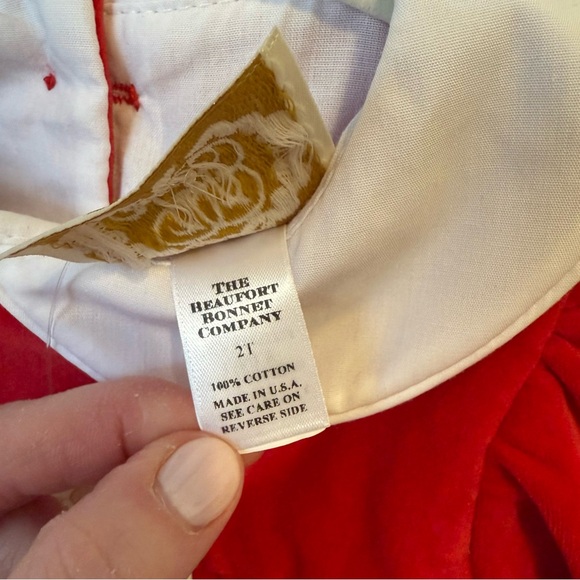 THE
BEAUFORT
BONNET
COMPANY
2T
100% COTTON
MADE IN U.S.A.
SEE CARE ON
REVERSE SIDE